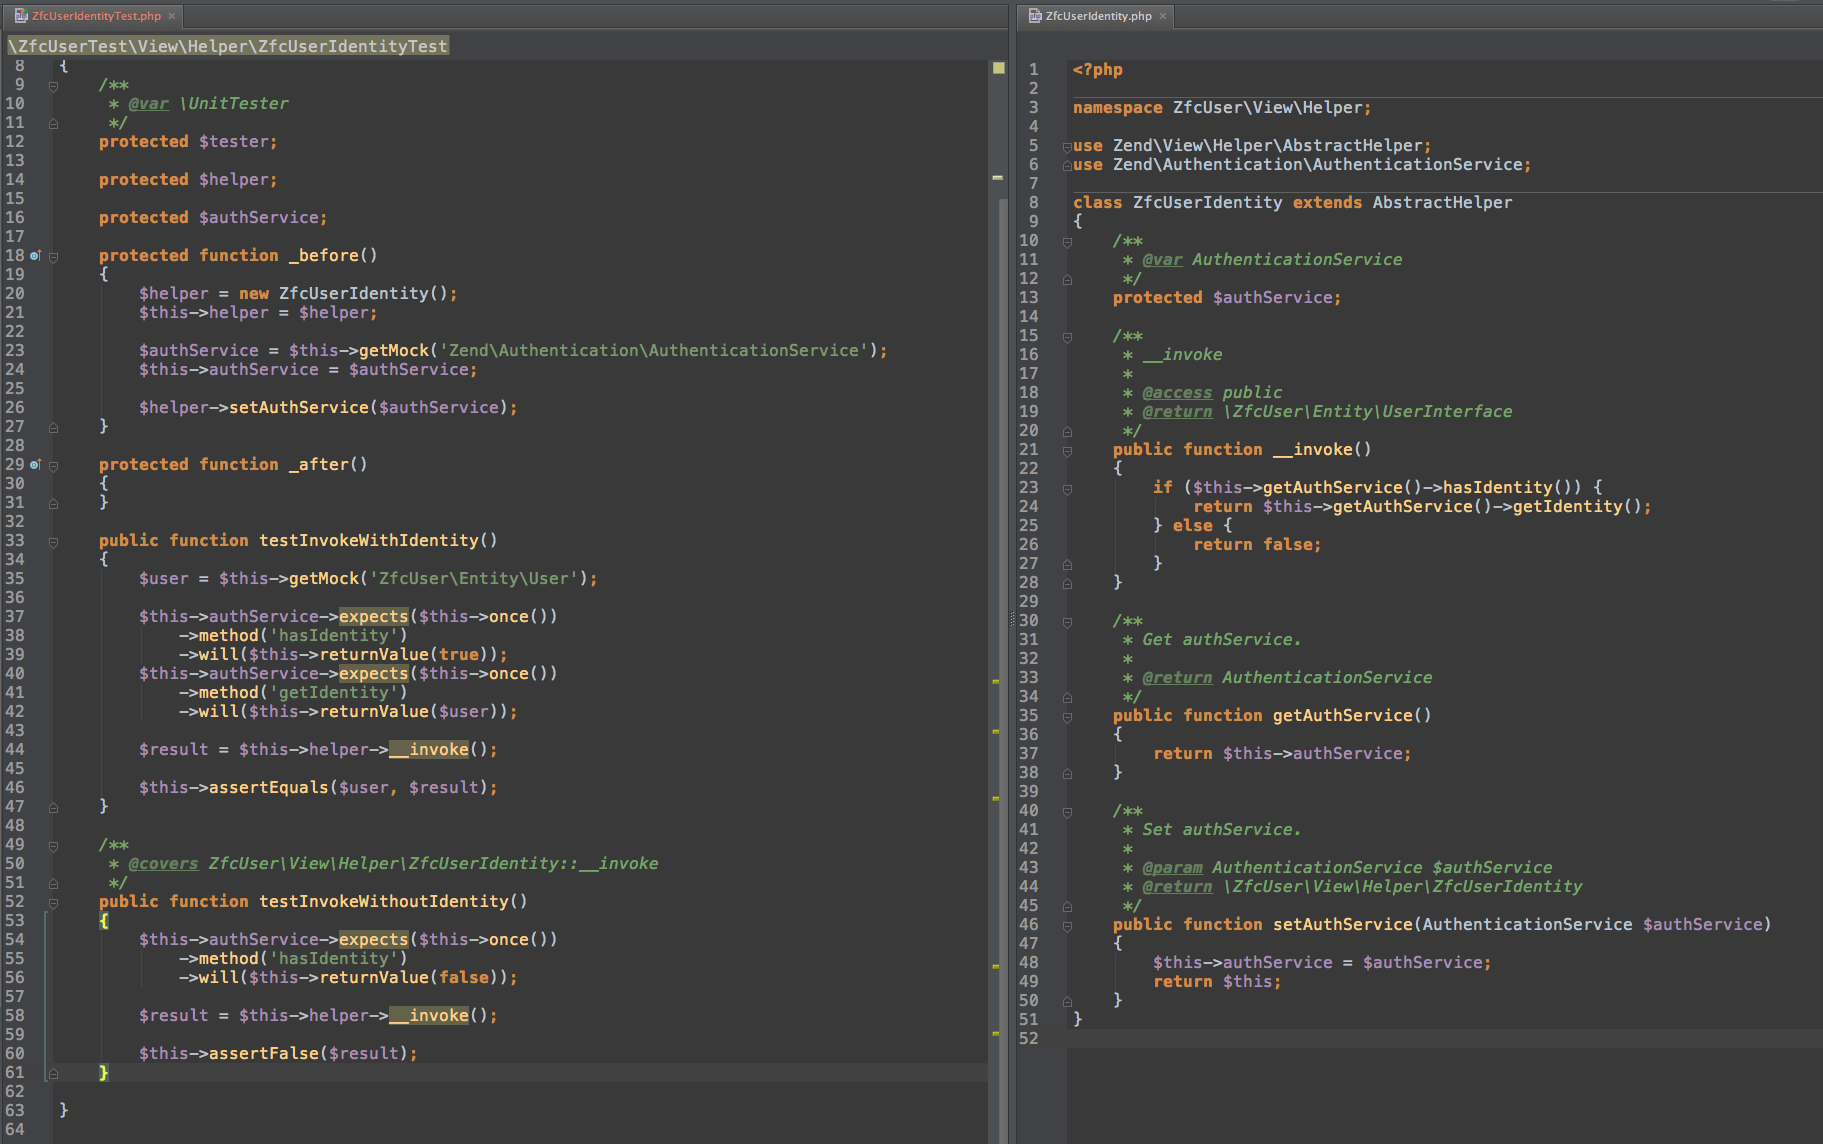 ZfcUserIdentityTest.php ×
\ZfcUserTest\View\Helper\ZfcUserIdentityTest
8 {
9 /**
10 * @var \UnitTester
11 */
12 protected $tester;
13
14 protected $helper;
15
16 protected $authService;
17
18 protected function _before()
19 {
20 $helper = new ZfcUserIdentity();
21 $this->helper = $helper;
22
23 $authService = $this->getMock('Zend\Authentication\AuthenticationService');
24 $this->authService = $authService;
25
26 $helper->setAuthService($authService);
27 }
28
29 protected function _after()
30 {
31 }
32
33 public function testInvokeWithIdentity()
34 {
35 $user = $this->getMock('ZfcUser\Entity\User');
36
37 $this->authService->expects($this->once())
38 ->method('hasIdentity')
39 ->will($this->returnValue(true));
40 $this->authService->expects($this->once())
41 ->method('getIdentity')
42 ->will($this->returnValue($user));
43
44 $result = $this->helper->__invoke();
45
46 $this->assertEquals($user, $result);
47 }
48
49 /**
50 * @covers ZfcUser\View\Helper\ZfcUserIdentity::__invoke
51 */
52 public function testInvokeWithoutIdentity()
53 {
54 $this->authService->expects($this->once())
55 ->method('hasIdentity')
56 ->will($this->returnValue(false));
57
58 $result = $this->helper->__invoke();
59
60 $this->assertFalse($result);
61 }
62
63 }
64
ZfcUserIdentity.php ×
1 <?php
2
3 namespace ZfcUser\View\Helper;
4
5 use Zend\View\Helper\AbstractHelper;
6 use Zend\Authentication\AuthenticationService;
7
8 class ZfcUserIdentity extends AbstractHelper
9 {
10 /**
11 * @var AuthenticationService
12 */
13 protected $authService;
14
15 /**
16 * __invoke
17 *
18 * @access public
19 * @return \ZfcUser\Entity\UserInterface
20 */
21 public function __invoke()
22 {
23 if ($this->getAuthService()->hasIdentity()) {
24 return $this->getAuthService()->getIdentity();
25 } else {
26 return false;
27 }
28 }
29
30 /**
31 * Get authService.
32 *
33 * @return AuthenticationService
34 */
35 public function getAuthService()
36 {
37 return $this->authService;
38 }
39
40 /**
41 * Set authService.
42 *
43 * @param AuthenticationService $authService
44 * @return \ZfcUser\View\Helper\ZfcUserIdentity
45 */
46 public function setAuthService(AuthenticationService $authService)
47 {
48 $this->authService = $authService;
49 return $this;
50 }
51 }
52